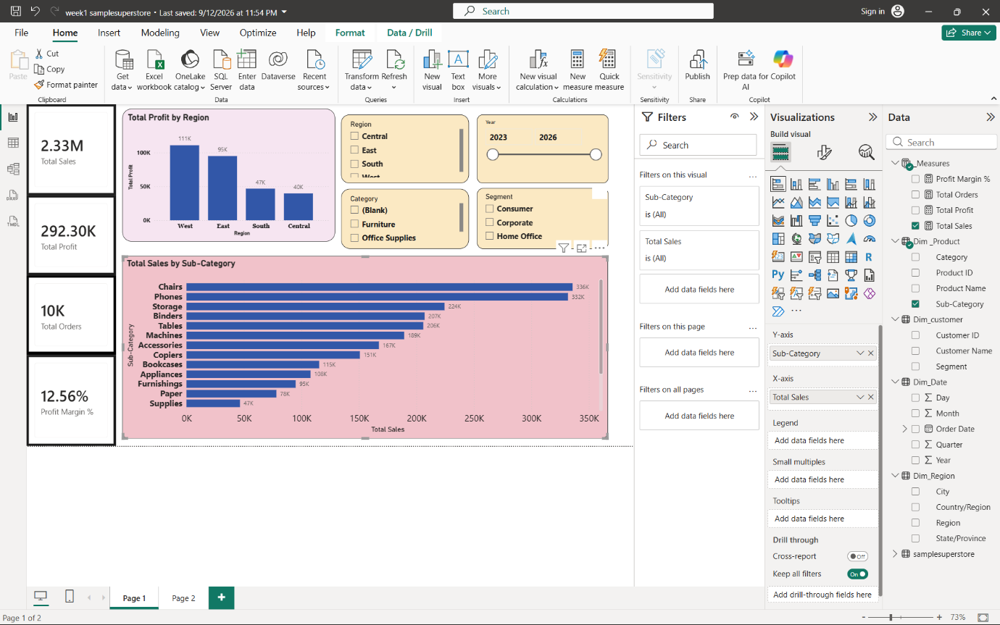 week1 samplesuperstore • Last saved: 9/12/2026 at 11:54 PM
Search
Sign in
File
Home
Insert
Modeling
View
Optimize
Help
Format
Data / Drill
Share
Paste
Cut
Copy
Format painter
Clipboard
Get
data
Excel
workbook
OneLake
catalog
SQL
Server
Enter
data
Dataverse
Recent
sources
Data
Transform
data
Refresh
Queries
New
visual
Text
box
More
visuals
Insert
New visual
calculation
New
measure
Quick
measure
Calculations
Sensitivity
Sensitivity
Publish
Share
Prep data for
AI
Copilot
Copilot
DAX
TMDL
2.33M
Total Sales
292.30K
Total Profit
10K
Total Orders
12.56%
Profit Margin %
Total Profit by Region
Total Profit
100K
50K
0K
111K
95K
47K
40K
West
East
South
Central
Region
Region
Central
East
South
West
Year
2023
2026
Category
(Blank)
Furniture
Office Supplies
Segment
Consumer
Corporate
Home Office
Total Sales by Sub-Category
Sub-Category
Chairs 336K
Phones 332K
Storage 224K
Binders 207K
Tables 206K
Machines 189K
Accessories 167K
Copiers 151K
Bookcases 115K
Appliances 108K
Furnishings 95K
Paper 78K
Supplies 47K
0K 50K 100K 150K 200K 250K 300K 350K
Total Sales
Filters
Search
Filters on this visual
Sub-Category
is (All)
Total Sales
is (All)
Add data fields here
Filters on this page
Add data fields here
Filters on all pages
Add data fields here
Visualizations
Build visual
123
R
Py
Y-axis
Sub-Category
X-axis
Total Sales
Legend
Add data fields here
Small multiples
Add data fields here
Tooltips
Add data fields here
Drill through
Cross-report
Off
Keep all filters
On
Add drill-through fields here
Data
Search
_Measures
Profit Margin %
Total Orders
Total Profit
Total Sales
Dim _Product
Category
Product ID
Product Name
Sub-Category
Dim_customer
Customer ID
Customer Name
Segment
Dim_Date
Day
Month
Order Date
Quarter
Year
Dim_Region
City
Country/Region
Region
State/Province
samplesuperstore
Page 1
Page 2
Page 1 of 2
73%